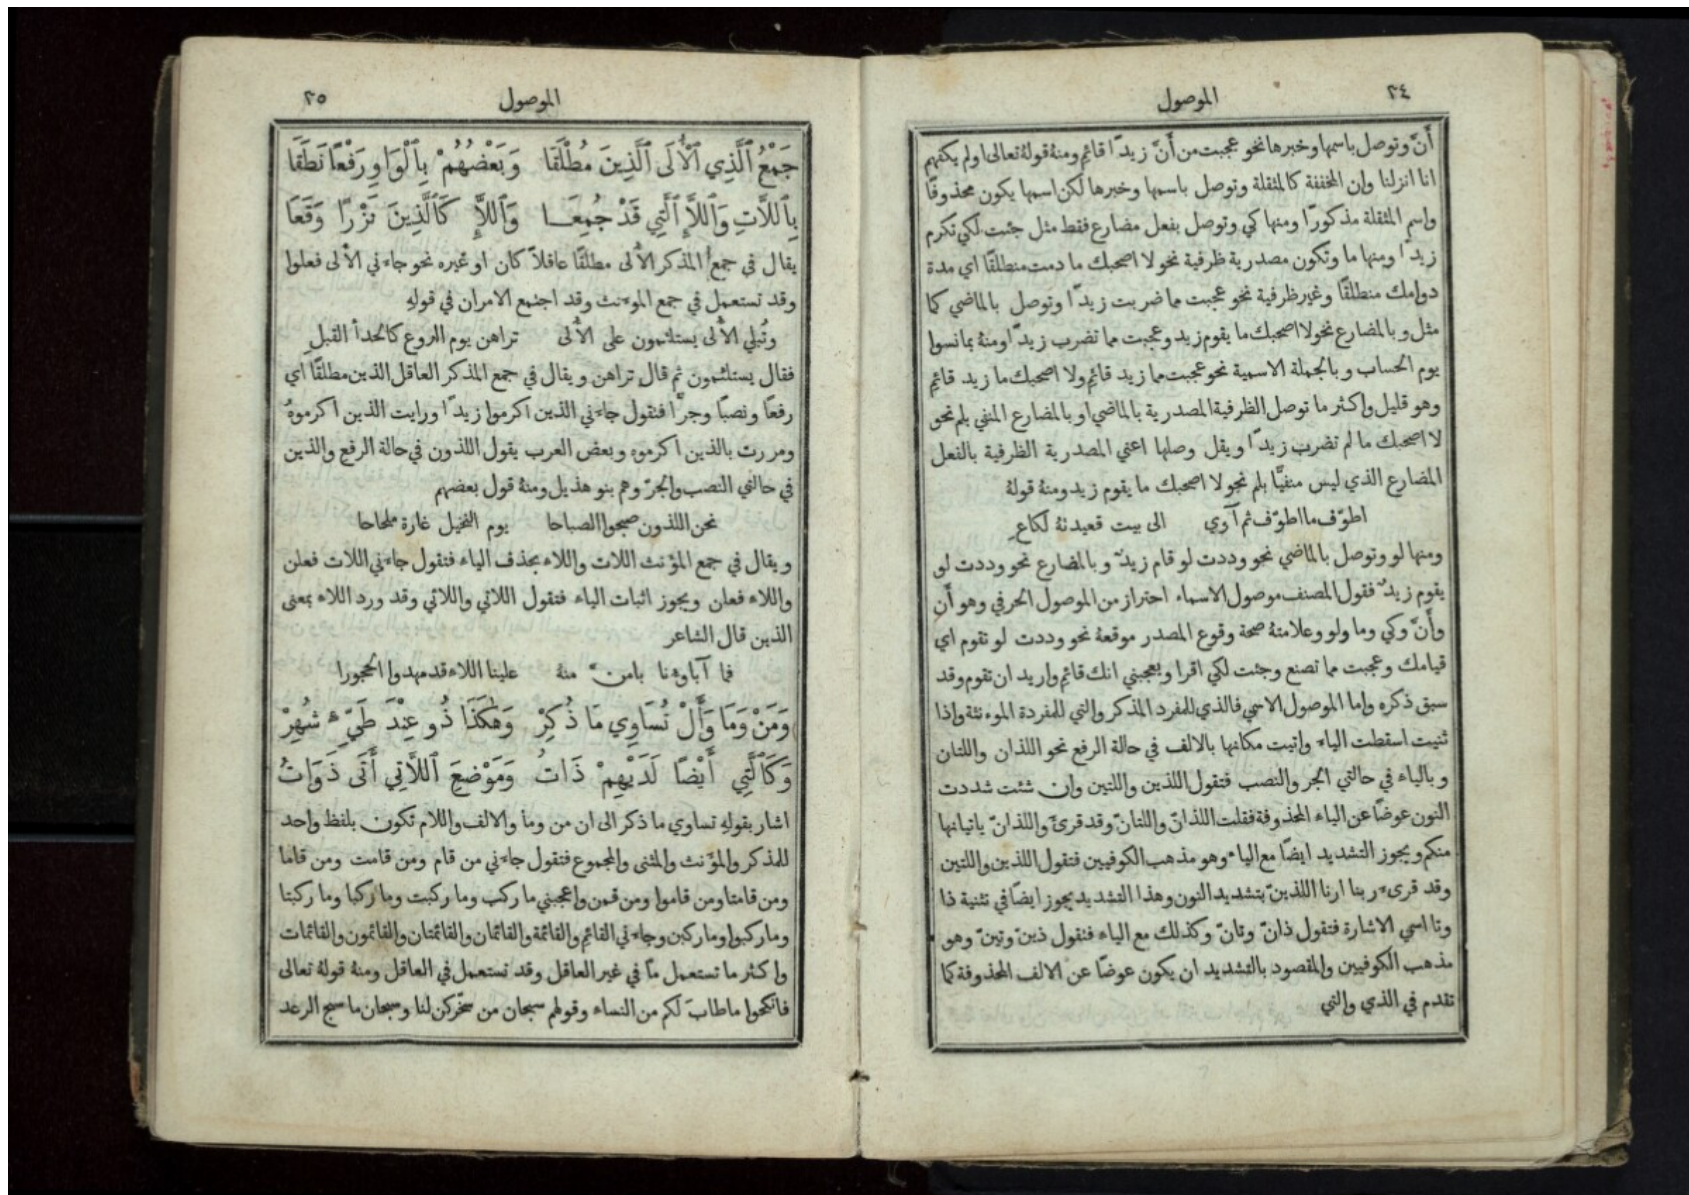 ٢٤
الموصول
أنَّ وتوصل باسمها وخبرها نحو عجبت من أنَّ زيدًا قائم ومنهُ قولهُ تعالى اولم يكفهم
انا انزلنا وإن المخففة كالمثقلة وتوصل باسمها وخبرها لكن اسمها يكون محذوفًا
واسم المثقلة مذكورًا ومنها كي وتوصل بفعل مضارع فقط مثل جئت لكي تكرم
زيدًا ومنها ما وتكون مصدرية ظرفية نحو لا اصحبك ما دمت منطلقًا اي مدة
دوامك منطلقًا وغير ظرفية نحو عجبت مما ضربت زيدًا وتوصل بالماضي كما
مثل و بالمضارع نحو لا اصحبك ما يقوم زيد وعجبت مما تضرب زيدًا ومنهُ بما نسوا
يوم الحساب وبالجملة الاسمية نحو عجبت مما زيد قائم ولا اصحبك ما زيد قائم
وهو قليل واكثر ما توصل الظرفية المصدرية بالماضي او بالمضارع المنفي بلم نحو
لا اصحبك ما لم تضرب زيدًا ويقل وصلها اعني المصدرية الظرفية بالفعل
المضارع الذي ليس منفيًّا بلم نحو لا اصحبك ما يقوم زيد ومنهُ قولهُ
اطوّف ما اطوّف ثم آوي الى بيت قعيدتهُ لكاعِ
ومنها لو وتوصل بالماضي نحو وددت لو قام زيدٌ و بالمضارع نحو وددت لو
يقوم زيدٌ فقول المصنف موصول الاسماء احتراز من الموصول الحرفي وهو أن
وأنَّ وكي وما ولو وعلامتهُ صحة وقوع المصدر موقعهُ نحو وددت لو تقوم اي
قيامك وعجبت مما تصنع وجئت لكي اقرا ويعجبني انك قائم واريد ان تقوم وقد
سبق ذكره واما الموصول الاسمي فالذي للمفرد المذكر والتي للمفردة المؤنثة واذا
ثنيت اسقطت الياء واتيت مكانها بالالف في حالة الرفع نحو اللذان واللتان
وبالياء في حالتي الجر والنصب فتقول اللذين واللتين وان شئت شددت
النون عوضًا عن الياء المحذوفة فقلت اللذانّ واللتانّ وقد قرئ واللذانّ ياتيانها
منكم ويجوز التشديد ايضًا مع الياء وهو مذهب الكوفيين فتقول اللذين واللتين
وقد قرىء ربنا ارنا اللذينّ بتشديد النون وهذا التشديد يجوز ايضًا في تثنية ذا
وتا اسمي الاشارة فتقول ذانّ وتانّ وكذلك مع الياء فتقول ذينّ وتينّ وهو
مذهب الكوفيين والمقصود بالتشديد ان يكون عوضًا عن الالف المحذوفة كما
تقدم في الذي والتي
الموصول
٢٥
جَمْعُ ٱلَّذِي ٱلْأُلَى ٱلَّذِينَ مُطْلَقَا وَبَعْضُهُمْ بِٱلْوَاوِ رَفْعًا نَطَقَا
بِٱللَّاتِ وَٱللَّاءِ ٱلَّتِي قَدْ جُمِعَـا وَٱللَّاءِ كَٱلَّذِينَ نَزْرًا وَقَعَا
يقال في جمع المذكر الأُلى مطلقًا عاقلاً كان او غيره نحو جاءني الأُلى فعلوا
وقد تستعمل في جمع المؤنث وقد اجتمع الامران في قولهِ
وتُبلي الأُلى يستلئمون على الأُلى تراهن يوم الروع كالحدأ القبلِ
فقال يستلئمون ثم قال تراهن و يقال في جمع المذكر العاقل الذين مطلقًا اي
رفعًا ونصبًا وجرًّا فتقول جاءني الذين اكرموا زيدًا ورايت الذين اكرموهُ
ومررت بالذين اكرموه وبعض العرب يقول اللذون في حالة الرفع والذين
في حالتي النصب والجرّ وهم بنو هذيل ومنهُ قول بعضهم
نحن اللذون صبحوا الصباحا يوم النخيل غارة ملحاحا
و يقال في جمع المؤنث اللات واللاء بحذف الياء فتقول جاءني اللات فعلن
واللاء فعلن ويجوز اثبات الياء فتقول اللاتي واللائي وقد ورد اللاء بمعنى
الذين قال الشاعر
فما آباؤنا بامنّ منهُ علينا اللاء قد مهدوا الحجورا
وَمَنْ وَمَا وَأَلْ تُسَاوِي مَا ذُكِرْ وَهٰكَذَا ذُو عِنْدَ طَيِّءٍ شُهِرْ
وَكَٱلَّتِي أَيْضًا لَدَيْهِمْ ذَاتُ وَمَوْضِعَ ٱللَّاتِي أَتَى ذَوَاتُ
اشار بقولهِ تساوي ما ذكر الى ان من وما والالف واللام تكون بلفظ واحد
للمذكر والمؤنث والمثنى والمجموع فتقول جاءني من قام ومن قامت ومن قاما
ومن قامتا ومن قاموا ومن قمن واعجبني ما ركب وما ركبت وما ركبا وما ركبتا
وما ركبوا وما ركبن وجاءني القائم والقائمة والقائمان والقائمتان والقائمون والقائمات
واكثر ما تستعمل ما في غير العاقل وقد تستعمل في العاقل ومنهُ قولهُ تعالى
فانكحوا ما طابَ لكم من النساء وقولهم سبحان من سخّركن لنا وسبحان ما سبح الرعد